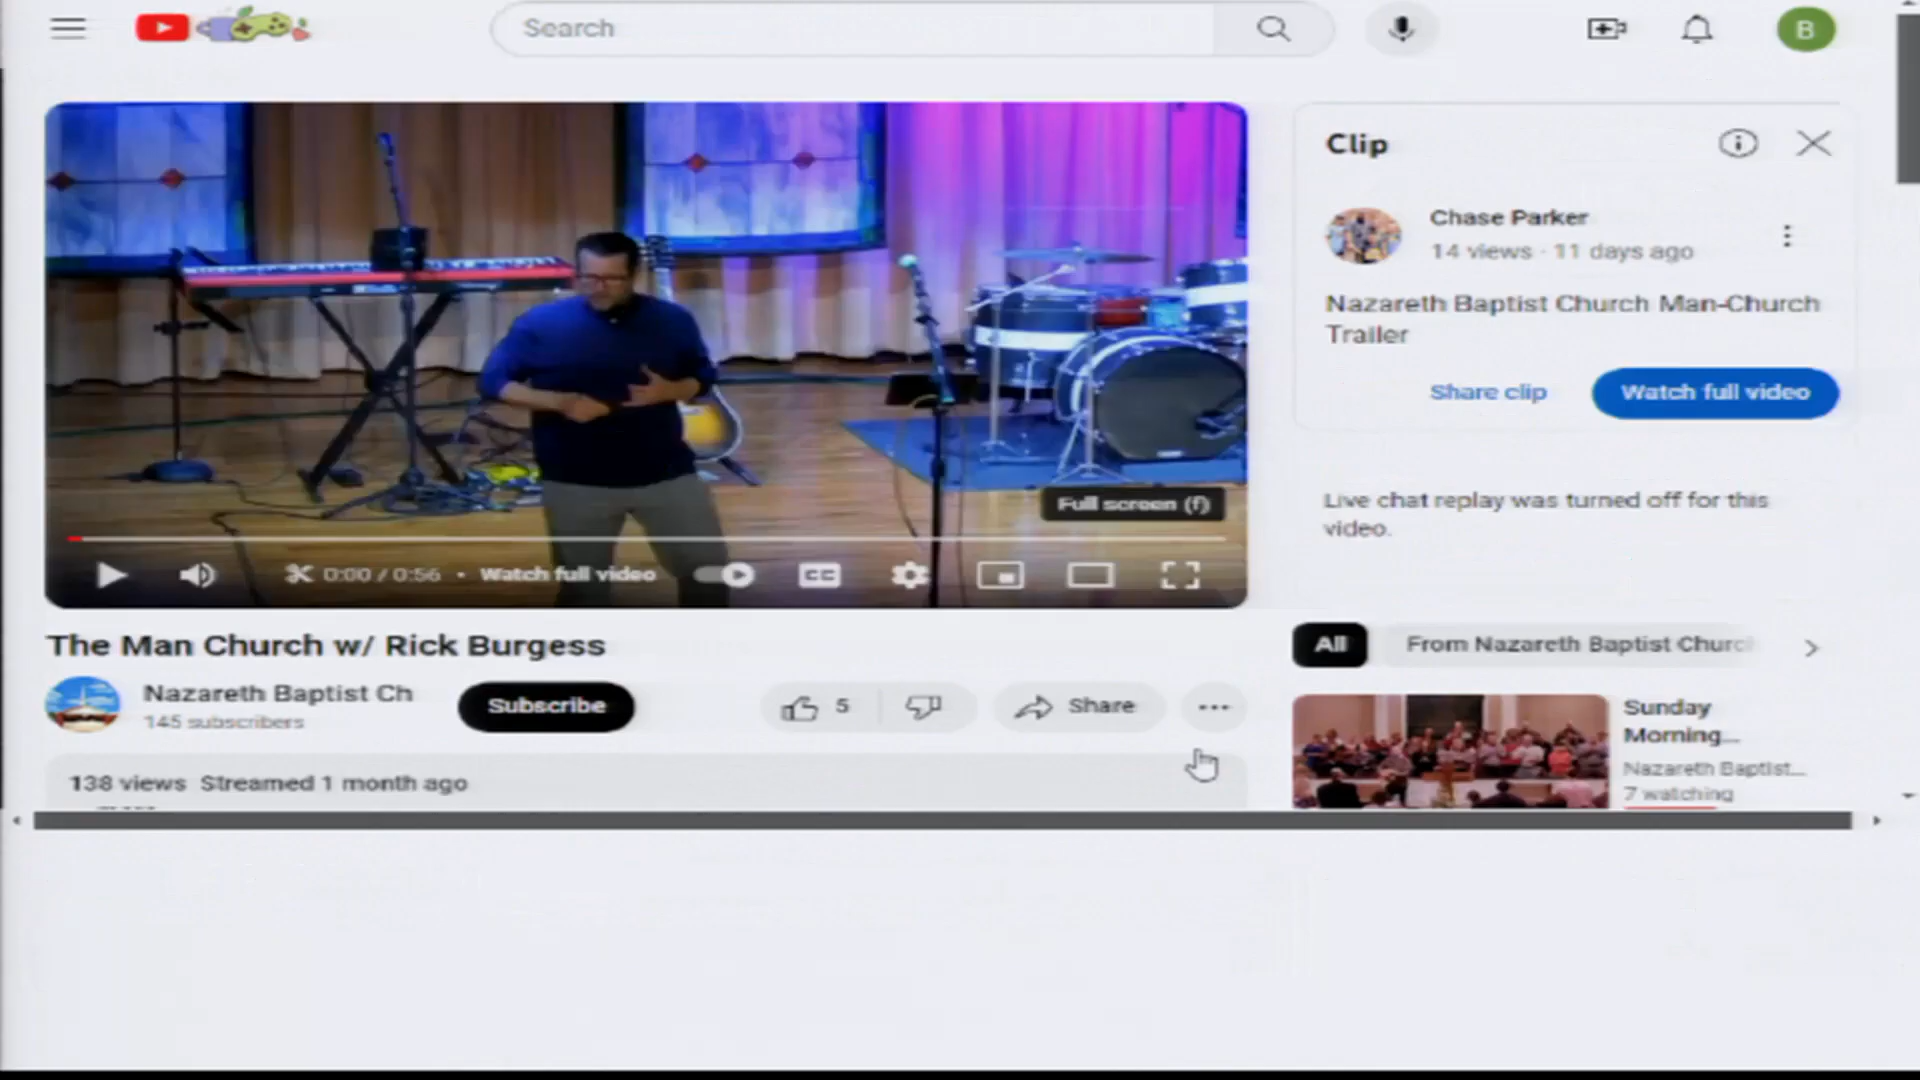 Search
B
Clip
Chase Parker
14 views · 11 days ago
Nazareth Baptist Church Man-Church
Trailer
Share clip
Watch full video
Live chat replay was turned off for this
video.
Full screen (f)
0:00 / 0:56 • Watch full video
CC
The Man Church w/ Rick Burgess
Nazareth Baptist Ch
145 subscribers
Subscribe
5
Share
138 views Streamed 1 month ago
All
From Nazareth Baptist Churc
Sunday
Morning...
Nazareth Baptist...
7 watching